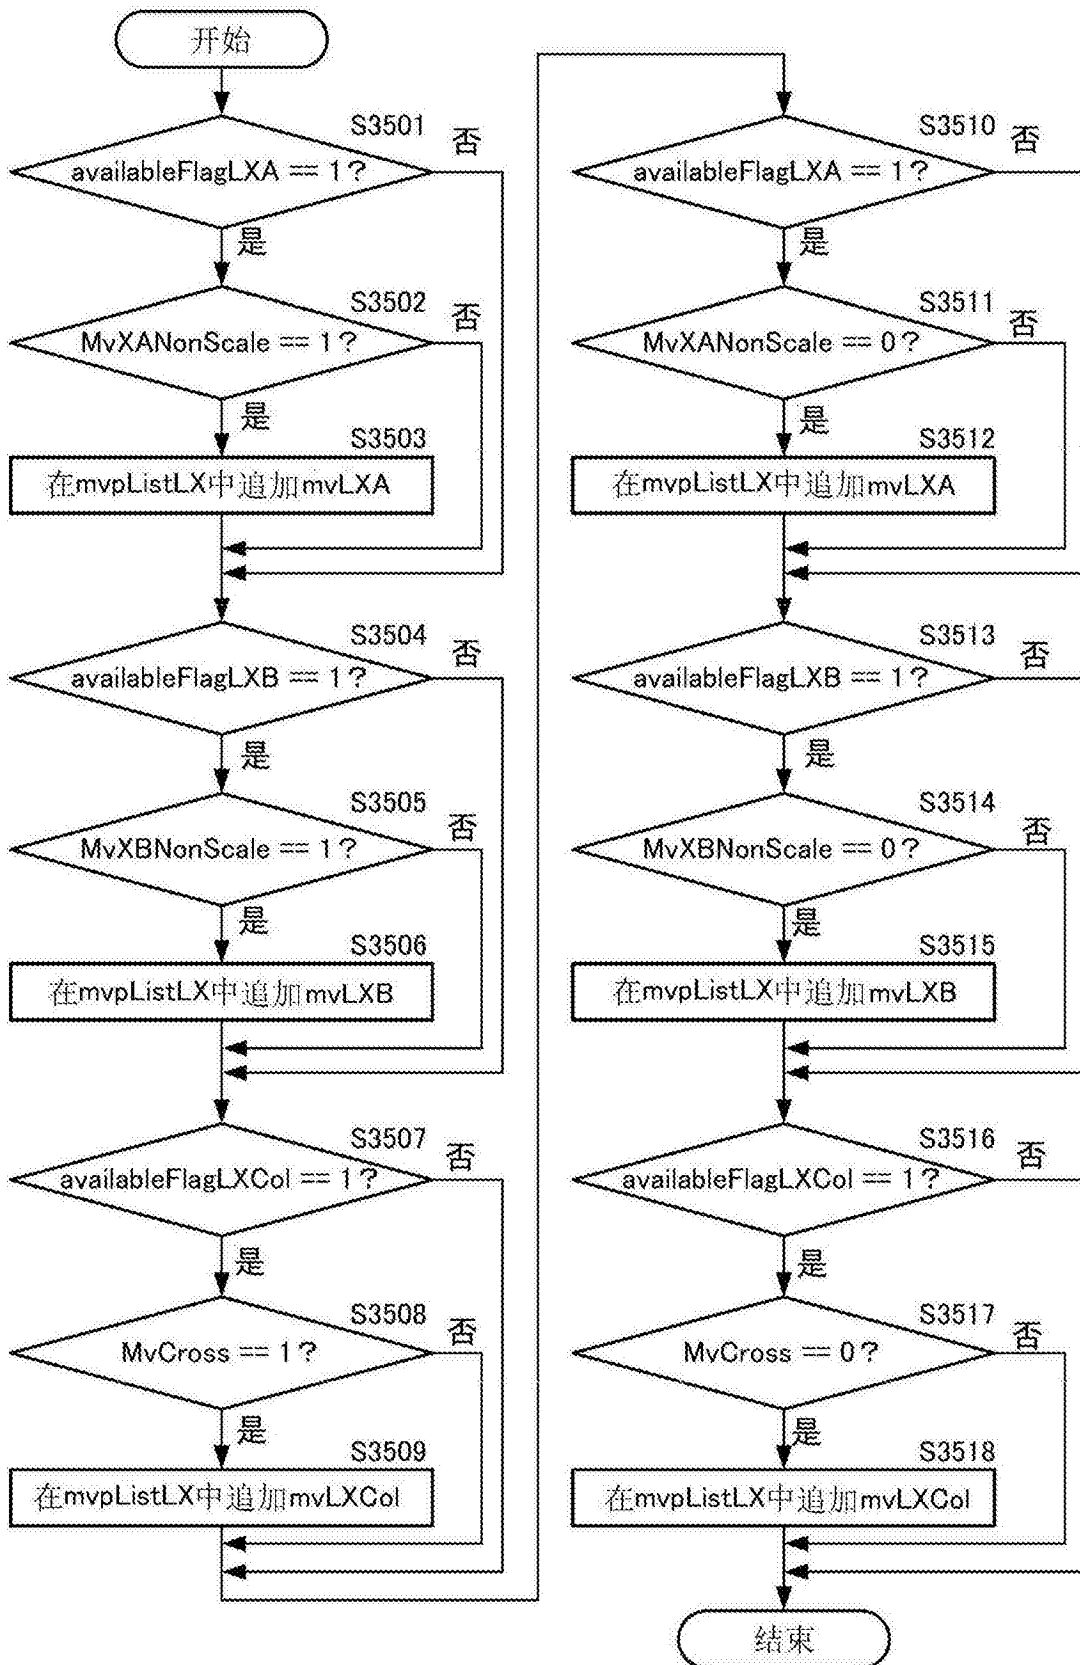 开始
S3501
否
availableFlagLXA == 1?
是
S3502
否
MvXANonScale == 1?
是
S3503
在mvpListLX中追加mvLXA
S3504
否
availableFlagLXB == 1?
是
S3505
否
MvXBNonScale == 1?
是
S3506
在mvpListLX中追加mvLXB
S3507
否
availableFlagLXCol == 1?
是
S3508
否
MvCross == 1?
是
S3509
在mvpListLX中追加mvLXCol
S3510
否
availableFlagLXA == 1?
是
S3511
否
MvXANonScale == 0?
是
S3512
在mvpListLX中追加mvLXA
S3513
否
availableFlagLXB == 1?
是
S3514
否
MvXBNonScale == 0?
是
S3515
在mvpListLX中追加mvLXB
S3516
否
availableFlagLXCol == 1?
是
S3517
否
MvCross == 0?
是
S3518
在mvpListLX中追加mvLXCol
结束